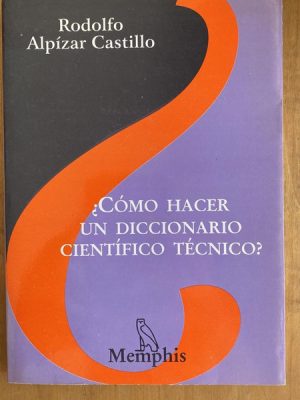 Rodolfo
Alpízar Castillo
¿Cómo hacer
un diccionario
científico técnico?
Memphis